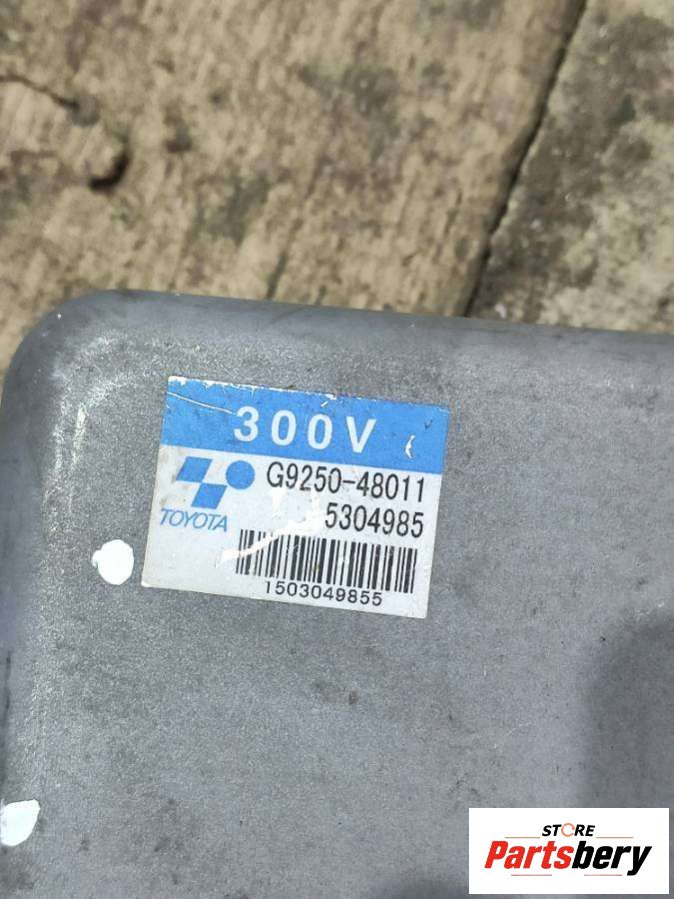 300V
G9250-48011
TOYOTA
5304985
1503049855
STORE
Partsbery